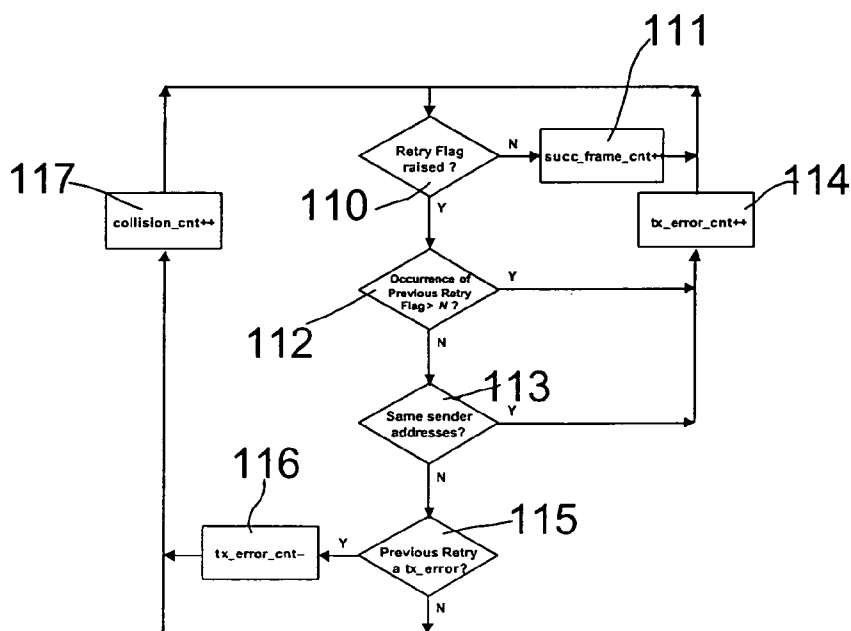 111
Retry Flag
raised ?
N
succ_frame_cnt++
110
Y
117
collision_cnt++
114
tx_error_cnt++
Occurrence of
Previous Retry
Flag > N ?
Y
112
N
113
Same sender
addresses?
Y
N
116
115
Previous Retry
a tx_error?
Y
tx_error_cnt–
N